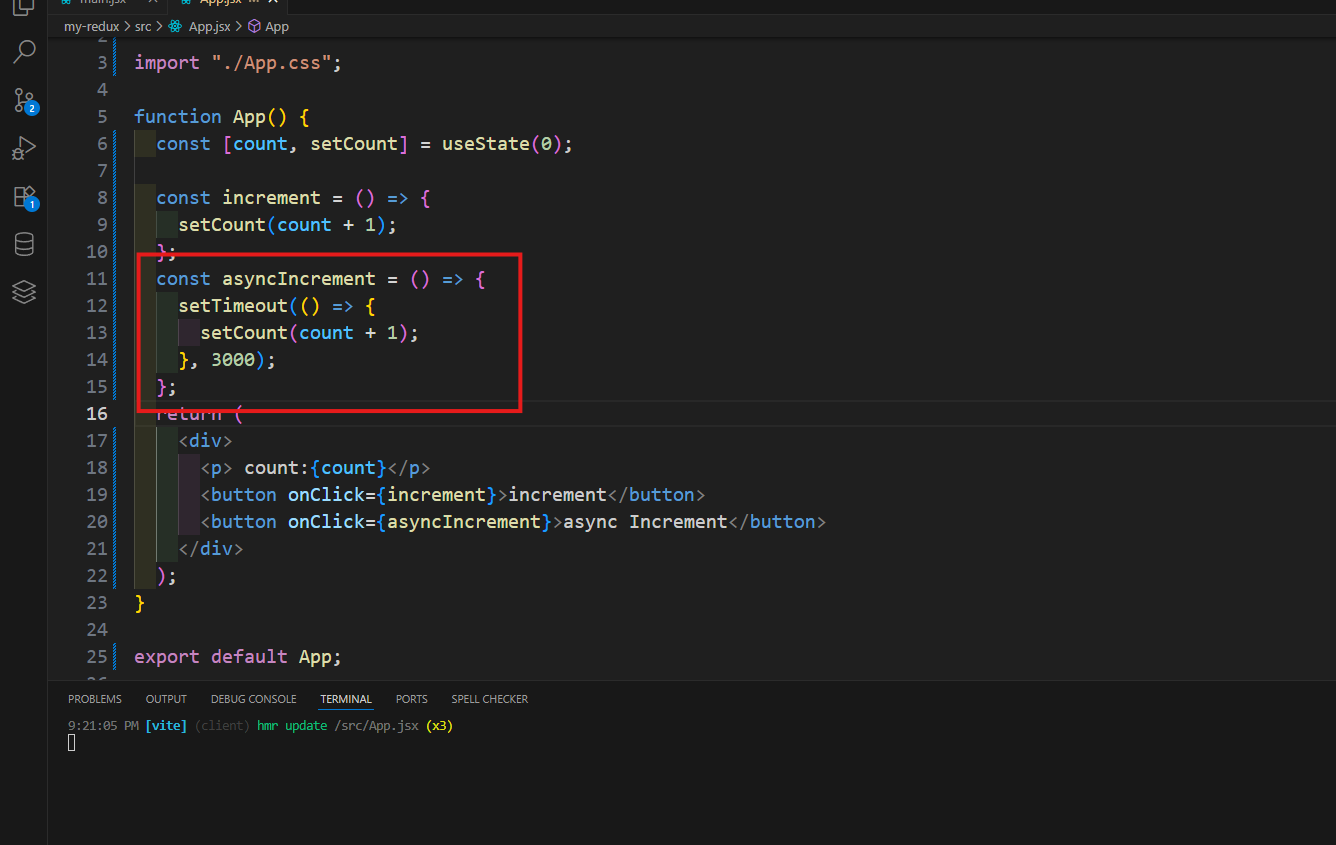 main.jsx App.jsx
my-redux > src > App.jsx > App
2
3 import "./App.css";
4
5 function App() {
6 const [count, setCount] = useState(0);
7
8 const increment = () => {
9 setCount(count + 1);
10 };
11 const asyncIncrement = () => {
12 setTimeout(() => {
13 setCount(count + 1);
14 }, 3000);
15 };
16 return (
17 <div>
18 <p> count:{count}</p>
19 <button onClick={increment}>increment</button>
20 <button onClick={asyncIncrement}>async Increment</button>
21 </div>
22 );
23 }
24
25 export default App;
26
2
1
PROBLEMS OUTPUT DEBUG CONSOLE TERMINAL PORTS SPELL CHECKER
9:21:05 PM [vite] (client) hmr update /src/App.jsx (x3)